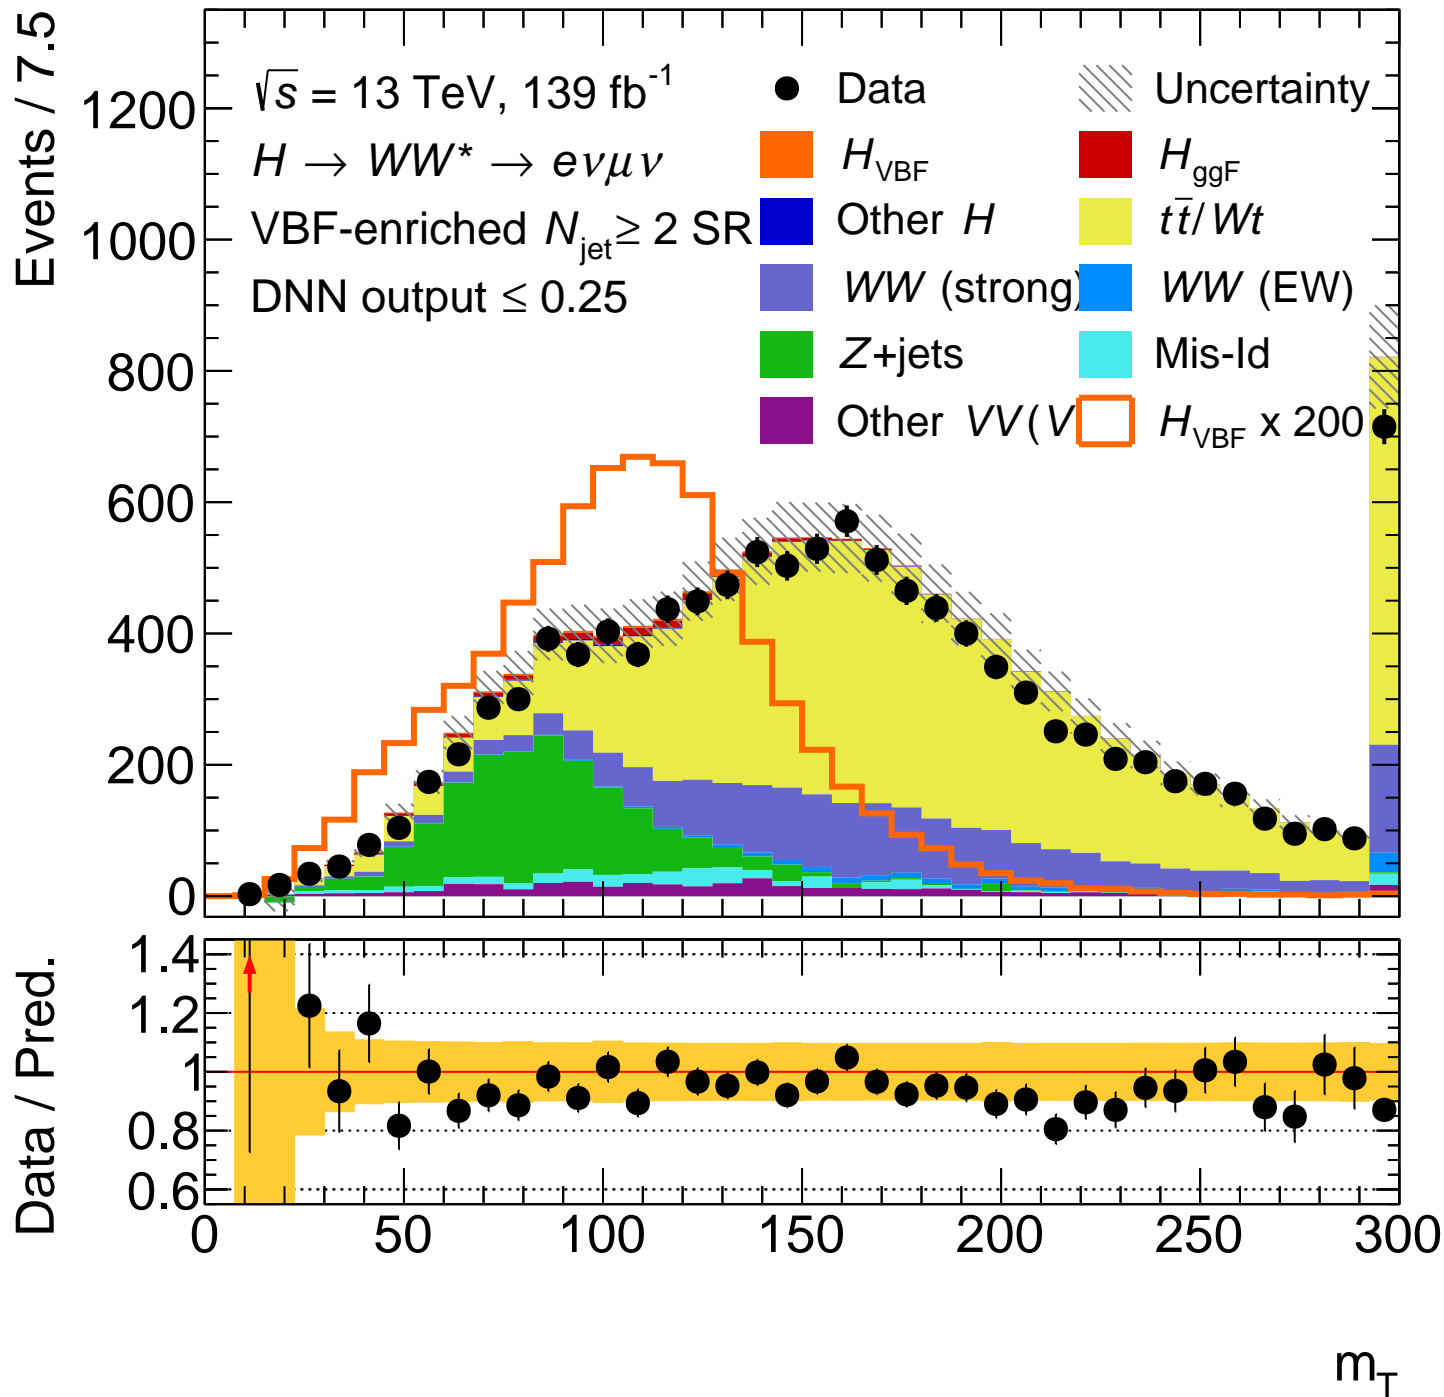 Events / 7.5
1200
1000
800
600
400
200
0
√s = 13 TeV, 139 fb⁻¹
H → WW* → eνμν
VBF-enriched N_jet ≥ 2 SR
DNN output ≤ 0.25
Data
Uncertainty
H_VBF
H_ggF
Other H
tt̄/Wt
WW (strong)
WW (EW)
Z+jets
Mis-Id
Other VV(V
H_VBF x 200
Data / Pred.
1.4
1.2
1
0.8
0.6
0 50 100 150 200 250 300
m_T